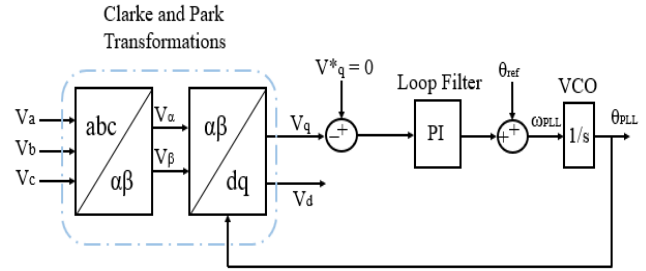 Clarke and Park
Transformations
V*q = 0
Loop Filter
θref
VCO
Va
Vb
Vc
abc
αβ
Vα
Vβ
αβ
dq
Vq
Vd
− +
PI
+ +
ωPLL
1/s
θPLL